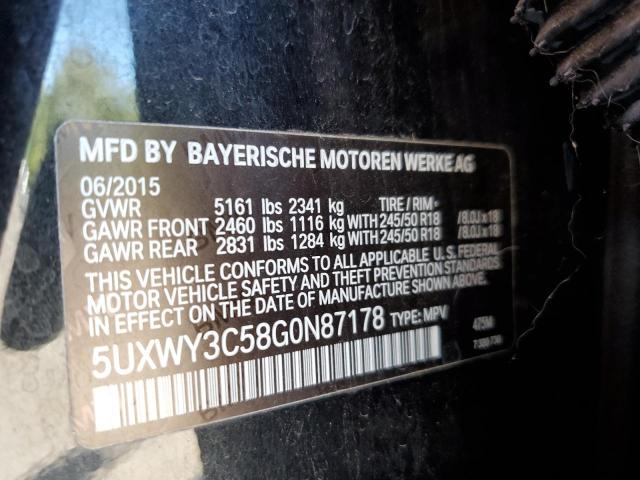 MFD BY BAYERISCHE MOTOREN WERKE AG
06/2015
GVWR 5161 lbs 2341 kg TIRE / RIM
GAWR FRONT 2460 lbs 1116 kg WITH 245/50 R18 /8.0J x 18
GAWR REAR 2831 lbs 1284 kg WITH 245/50 R18 /8.0J x 18
THIS VEHICLE CONFORMS TO ALL APPLICABLE U. S. FEDERAL
MOTOR VEHICLE SAFETY AND THEFT PREVENTION STANDARDS
IN EFFECT ON THE DATE OF MANUFACTURE SHOWN ABOVE.
5UXWY3C58G0N87178 TYPE: MPV 475M